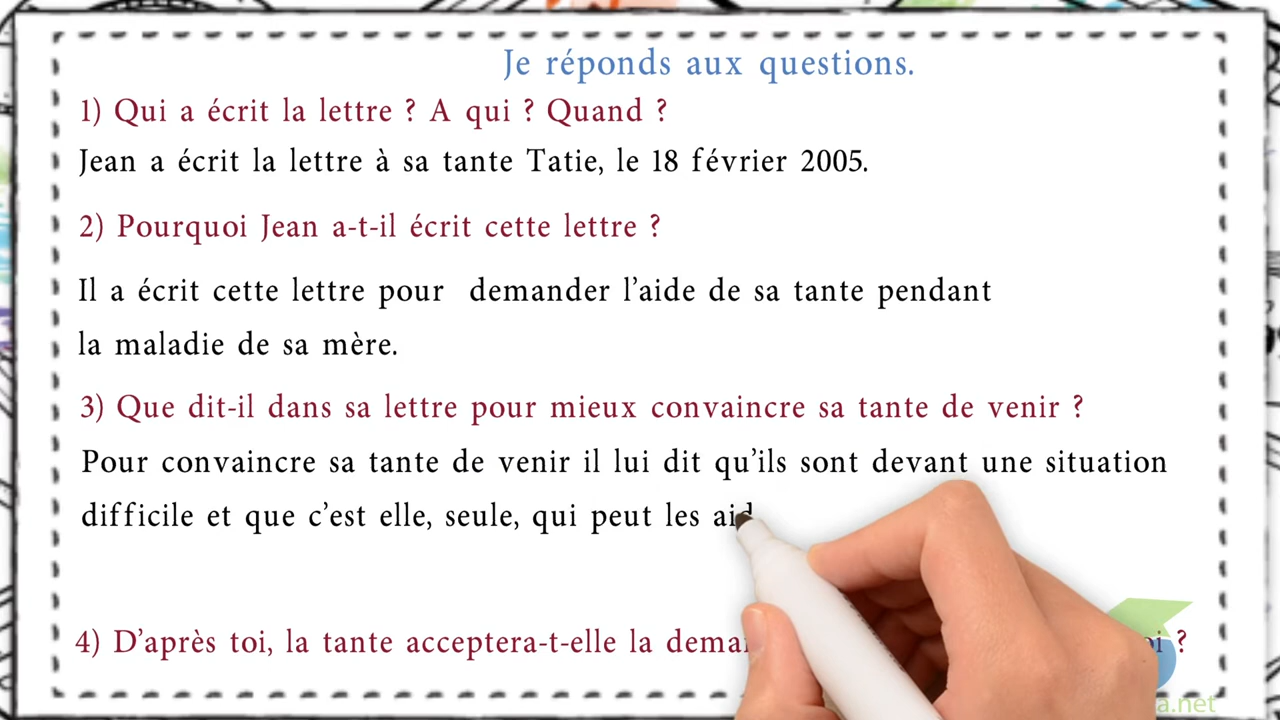 Je réponds aux questions.
1) Qui a écrit la lettre ? A qui ? Quand ?
Jean a écrit la lettre à sa tante Tatie, le 18 février 2005.
2) Pourquoi Jean a-t-il écrit cette lettre ?
Il a écrit cette lettre pour demander l’aide de sa tante pendant
la maladie de sa mère.
3) Que dit-il dans sa lettre pour mieux convaincre sa tante de venir ?
Pour convaincre sa tante de venir il lui dit qu’ils sont devant une situation
difficile et que c’est elle, seule, qui peut les aid
4) D’après toi, la tante acceptera-t-elle la ?